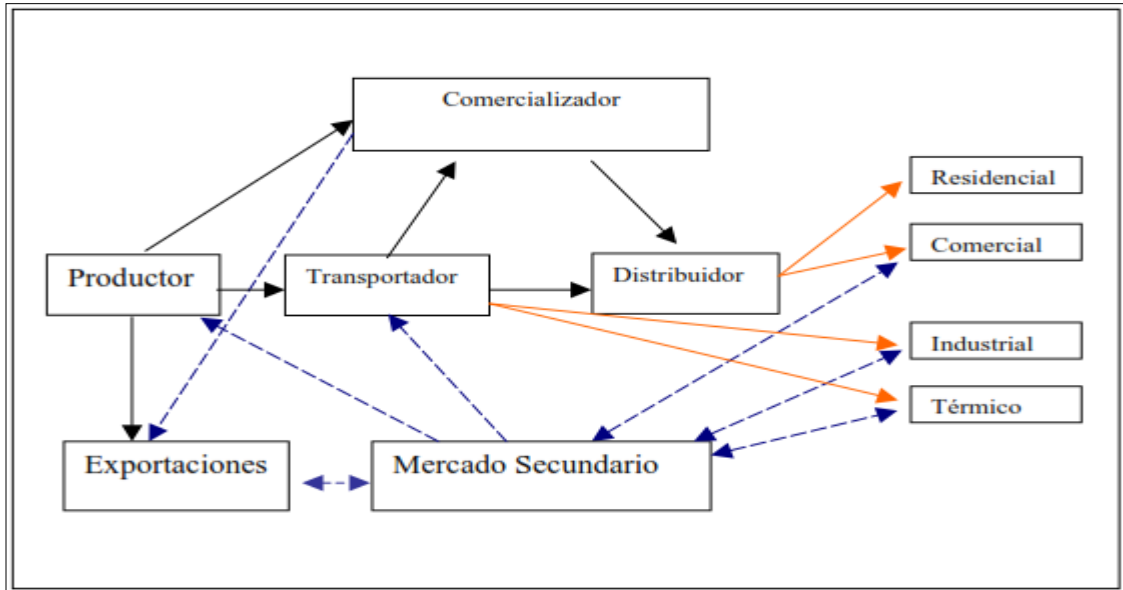 Comercializador
Residencial
Comercial
Productor
Transportador
Distribuidor
Industrial
Térmico
Exportaciones
Mercado Secundario